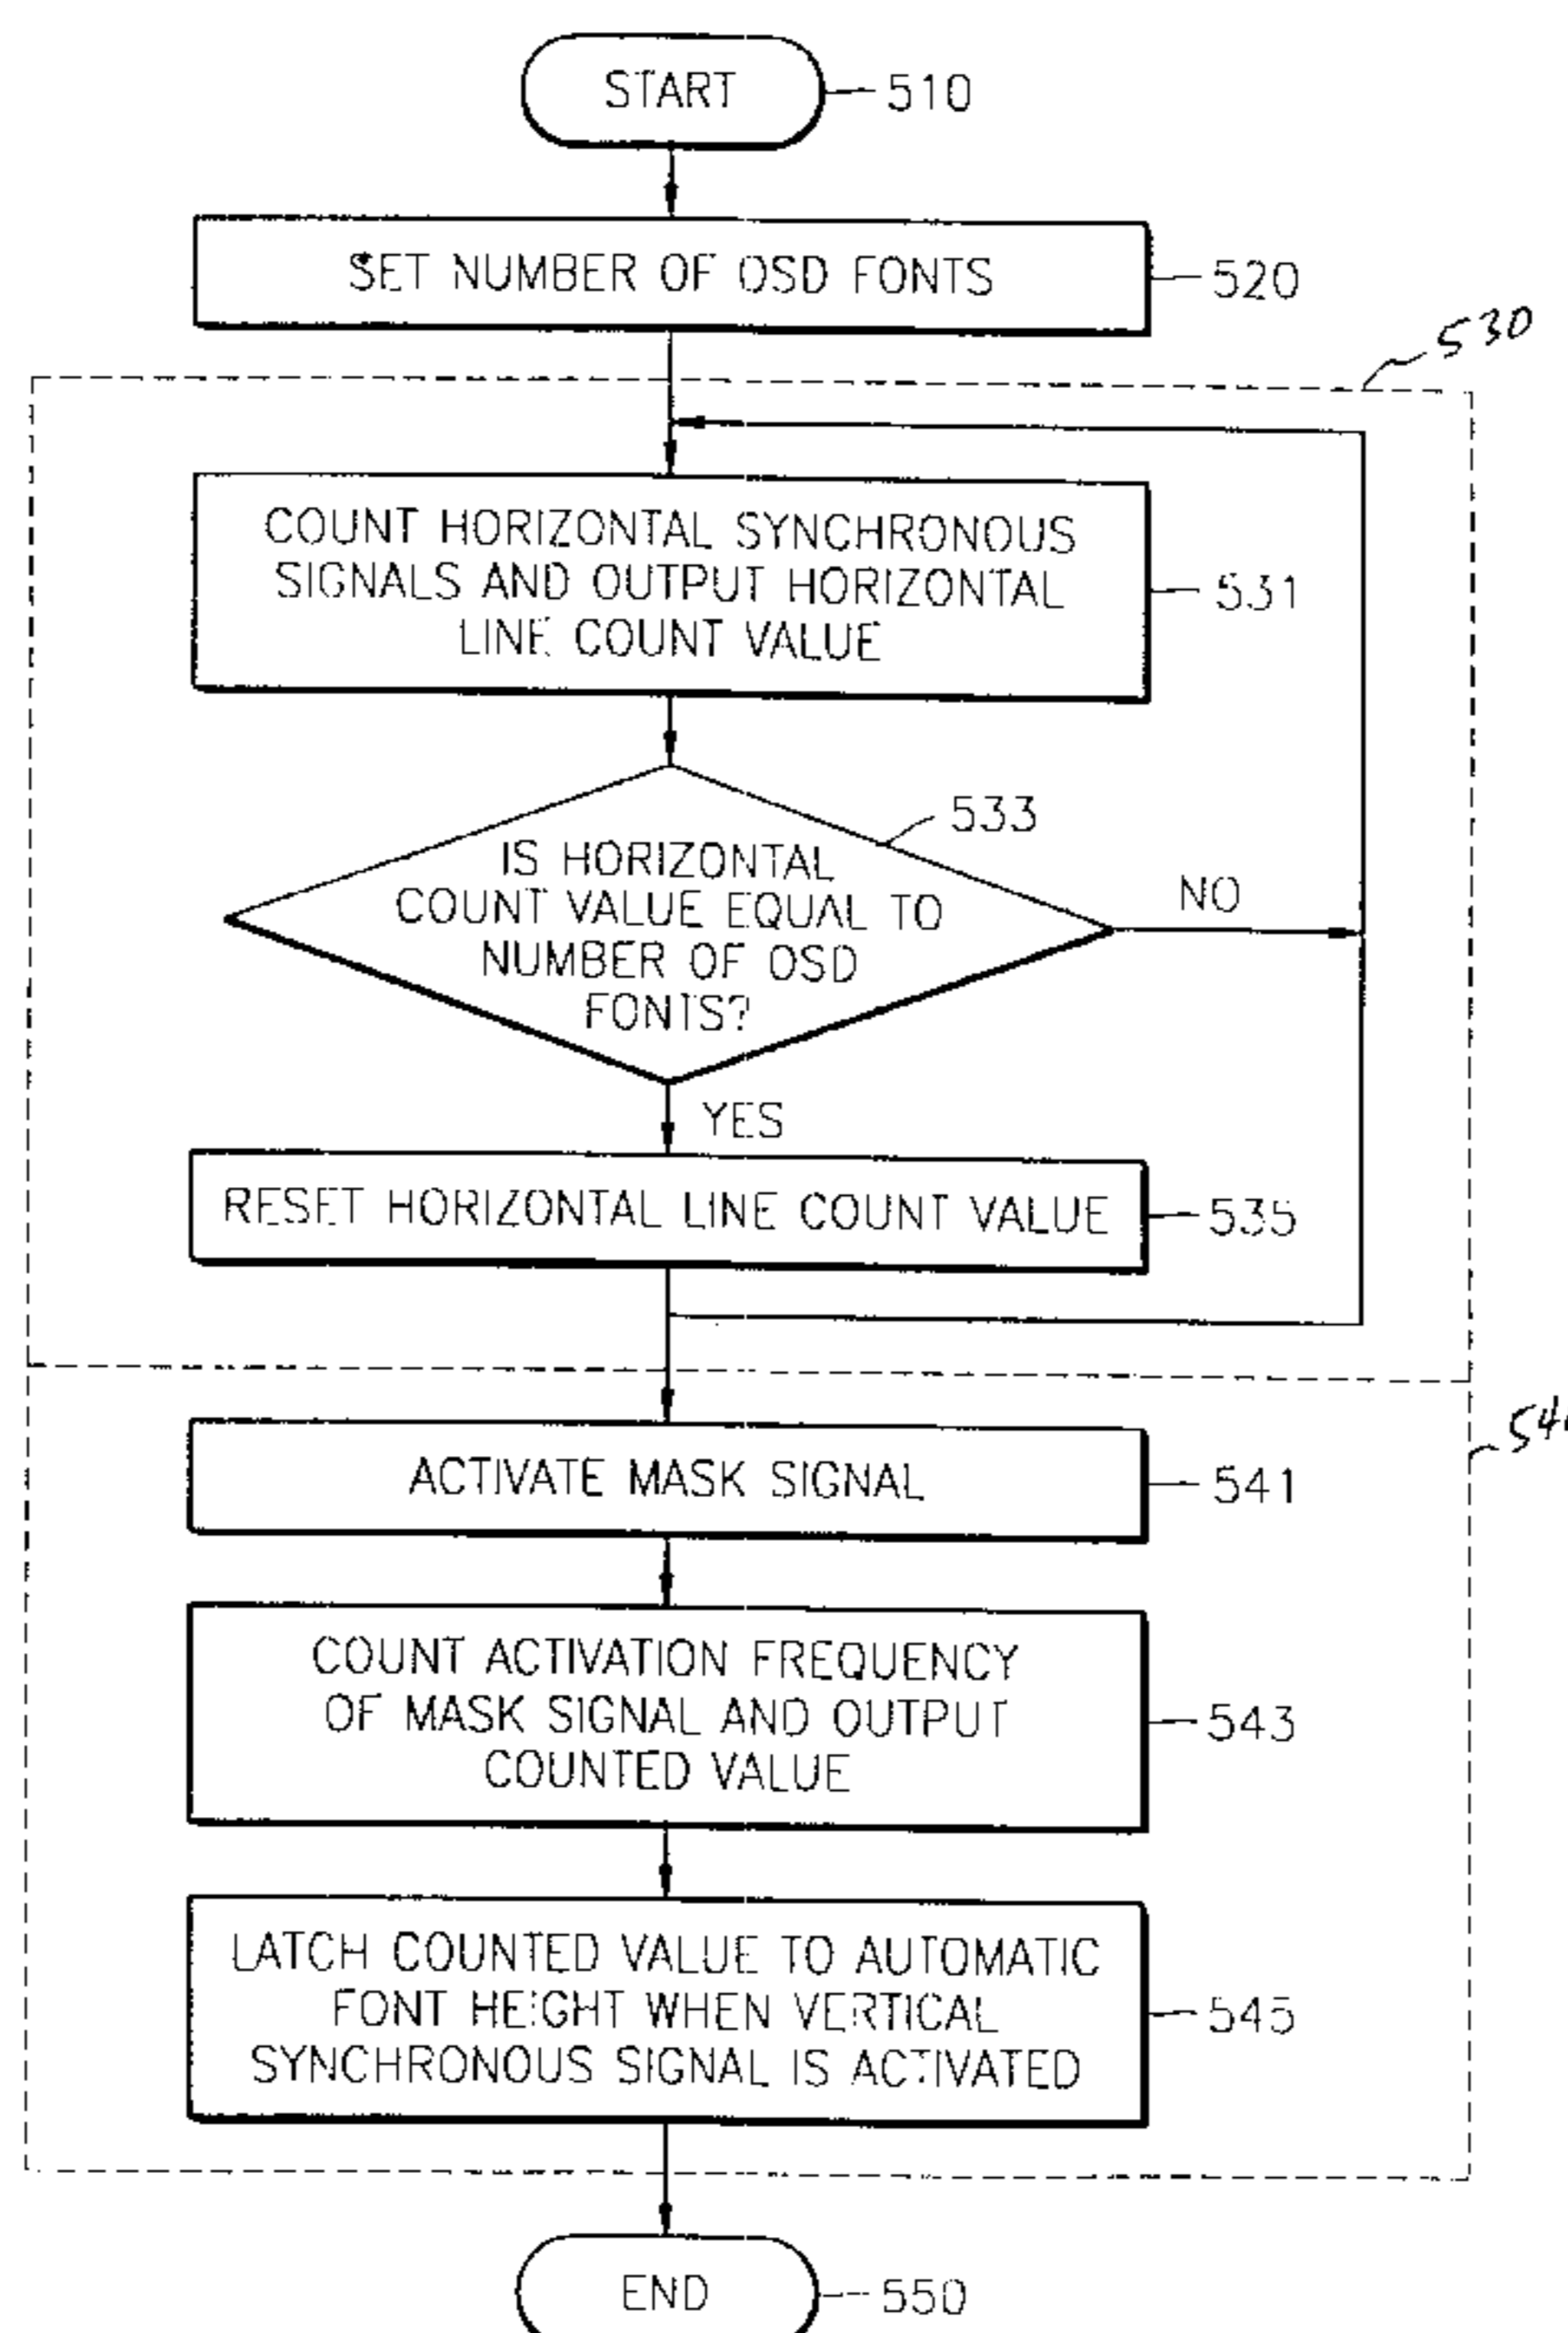 START
510
SET NUMBER OF OSD FONTS
520
530
COUNT HORIZONTAL SYNCHRONOUS
SIGNALS AND OUTPUT HORIZONTAL
LINE COUNT VALUE
531
533
IS HORIZONTAL
COUNT VALUE EQUAL TO
NUMBER OF OSD
FONTS?
NO
YES
RESET HORIZONTAL LINE COUNT VALUE
535
ACTIVATE MASK SIGNAL
541
COUNT ACTIVATION FREQUENCY
OF MASK SIGNAL AND OUTPUT
COUNTED VALUE
543
LATCH COUNTED VALUE TO AUTOMATIC
FONT HEIGHT WHEN VERTICAL
SYNCHRONOUS SIGNAL IS ACTIVATED
545
END
550